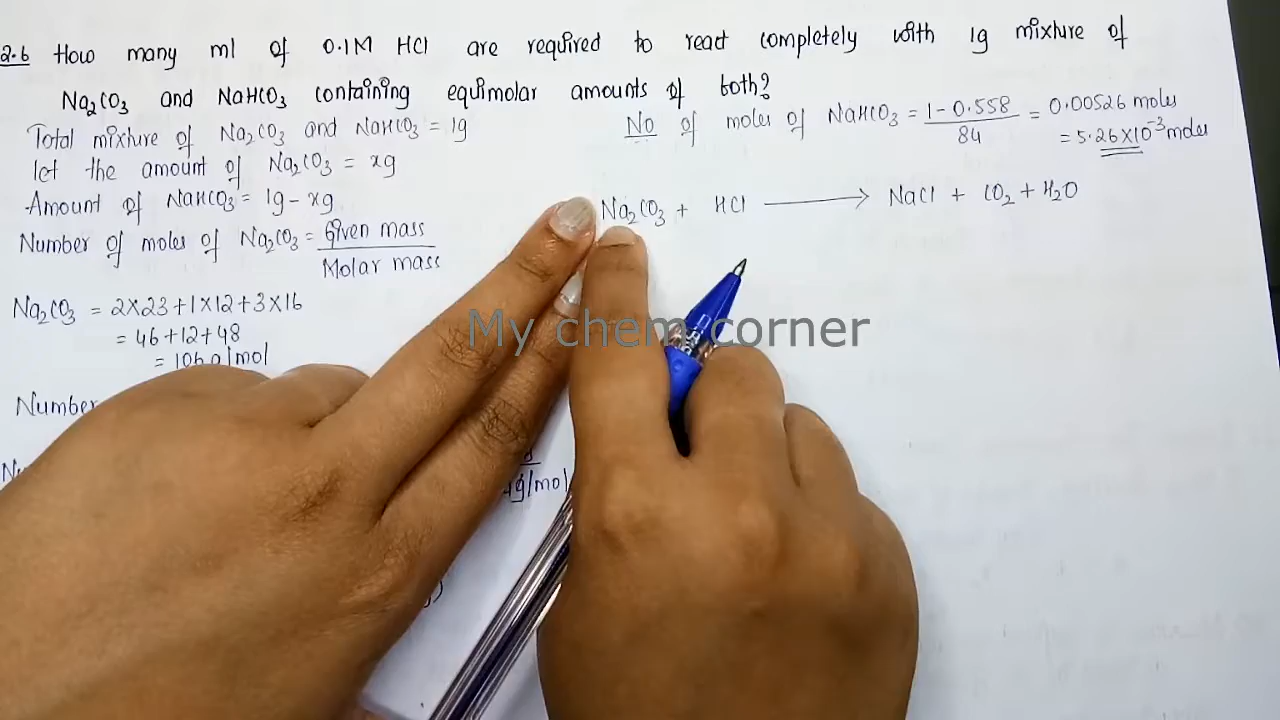 2.6 How many ml of 0.1M HCl are required to react completely with 1g mixture of
Na₂CO₃ and NaHCO₃ containing equimolar amounts of both?
Total mixture of Na₂CO₃ and NaHCO₃ = 1g
let the amount of Na₂CO₃ = xg
Amount of NaHCO₃ = 1g - xg
Number of moles of Na₂CO₃ = Given mass
Molar mass
Na₂CO₃ = 2×23+1×12+3×16
= 46+12+48
= 106 g/mol
Number
g/mol
No of moles of NaHCO₃ = 1-0.558 = 0.00526 moles
84
= 5.26×10⁻³ moles
Na₂CO₃ + HCl ⟶ NaCl + CO₂ + H₂O
My chem corner